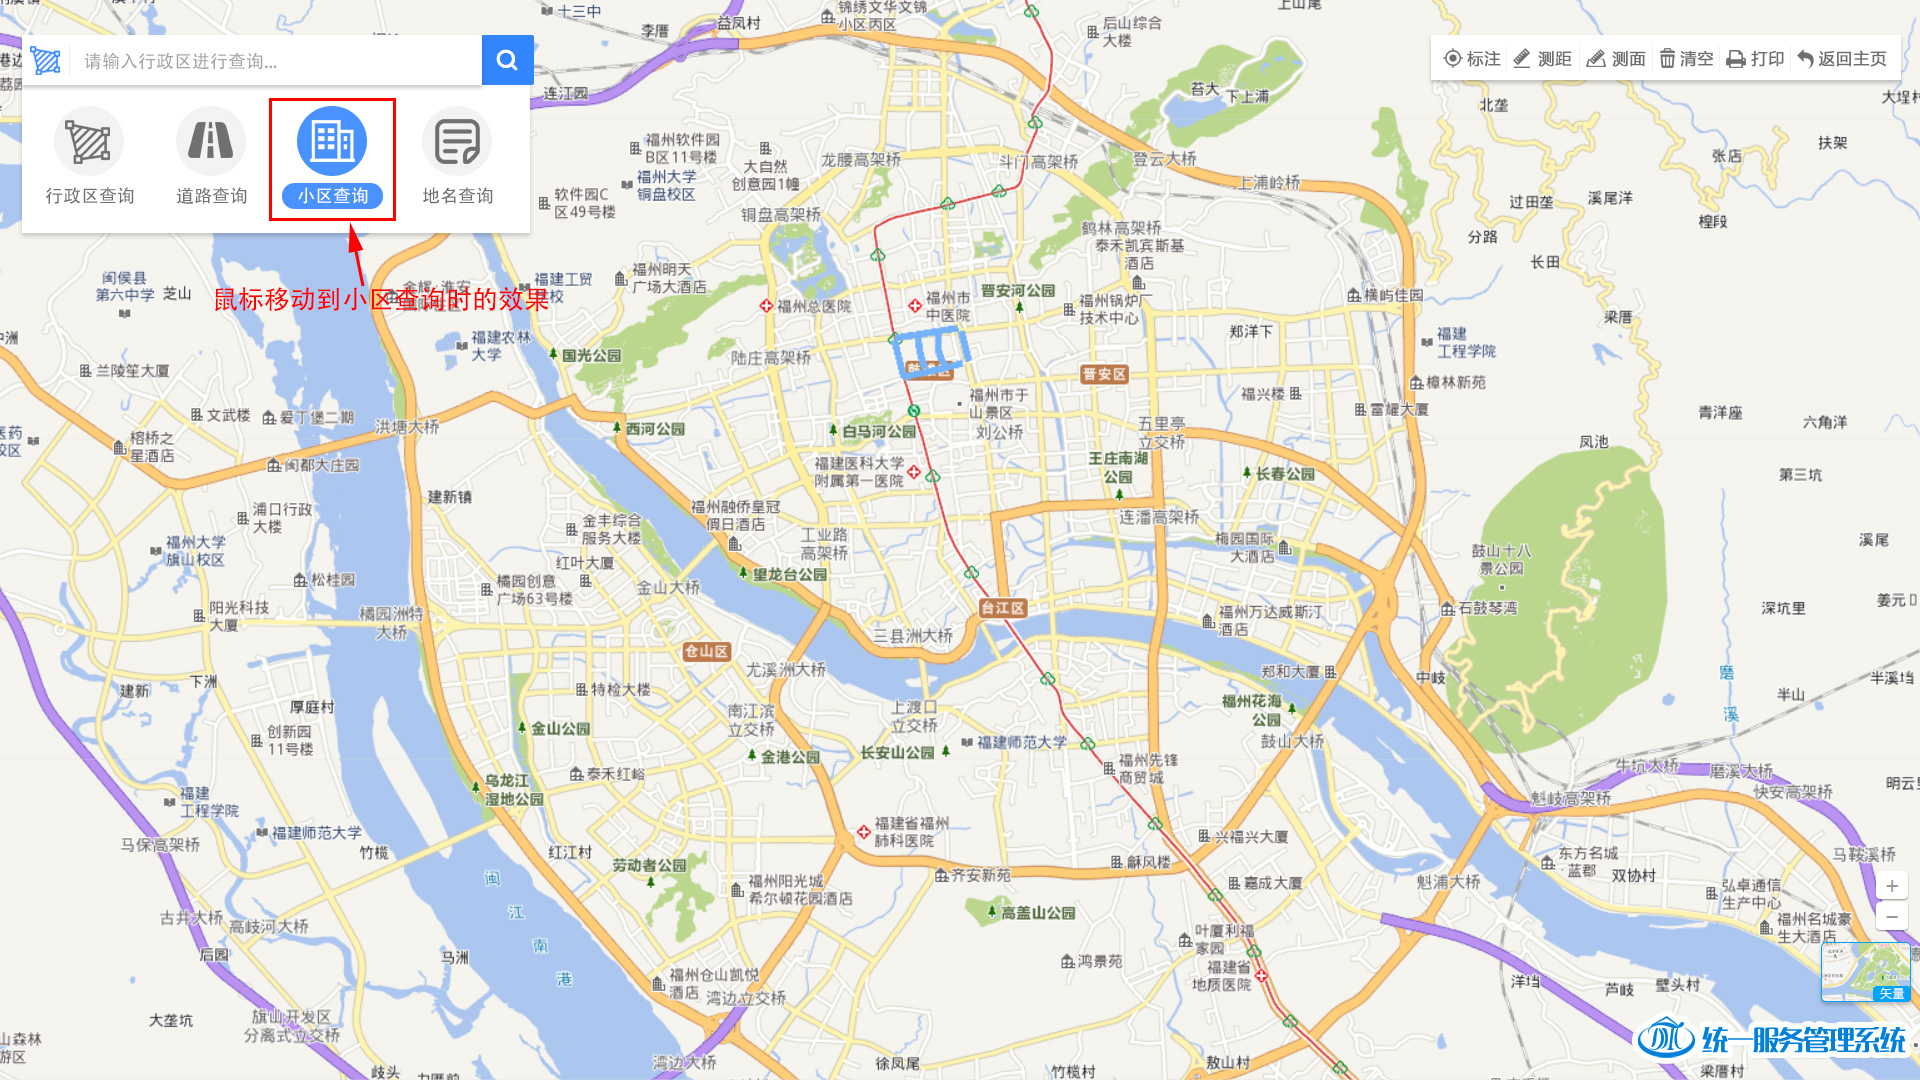 请输入行政区进行查询...
行政区查询
道路查询
小区查询
地名查询
鼠标移动到小区查询时的效果
标注
测距
测面
清空
打印
返回主页
十三中
李厝
益凤村
锦绣文华文锦
小区丙区
后山综合
大楼
上山尾
连江园
苔大
下上浦
北垄
扶架
张店
福州软件园
B区11号楼
大自然
创意园1幢
龙腰高架桥
斗门高架桥
登云大桥
上浦岭桥
福州大学
铜盘校区
软件园C
区49号楼
铜盘高架桥
过田垄
溪尾洋
樘段
分路
长田
鹤林高架桥
泰禾凯宾斯基
酒店
闽侯县
第六中学
芝山
福建工贸
学校
福州明天
广场大酒店
福州总医院
福州市
中医院
晋安河公园
福州锅炉厂
技术中心
横屿佳园
梁厝
郑洋下
福建
工程学院
福建农林
大学
国光公园
陆庄高架桥
兰陵笙大厦
晋安区
樟林新苑
福兴楼
雷耀大厦
福州市于
山景区
刘公桥
文武楼
爱丁堡二期
洪塘大桥
西河公园
白马河公园
五里亭
立交桥
青洋座
六角洋
凤池
榕桥之
星酒店
闽都大庄园
福建医科大学
附属第一医院
王庄南湖
公园
长春公园
第三坑
建新镇
浦口行政
大楼
金丰综合
服务大楼
福州融侨皇冠
假日酒店
工业路
高架桥
连潘高架桥
梅园国际
大酒店
鼓山十八
景公园
溪尾
福州大学
旗山校区
松桂园
红叶大厦
橘园创意
广场63号楼
金山大桥
望龙台公园
阳光科技
大厦
橘园洲特
大桥
台江区
三县洲大桥
福州万达威斯汀
酒店
石鼓琴湾
深坑里
姜元
仓山区
尤溪洲大桥
郑和大厦
中岐
磨
溪
半山
半溪垱
下洲
建新
厚庭村
特检大楼
创新园
11号楼
金山公园
南江滨
立交桥
上渡口
立交桥
福州花海
公园
鼓山大桥
金港公园
长安山公园
福建师范大学
福州先锋
商贸城
泰禾红峪
乌龙江
湿地公园
牛坑大桥
磨溪大桥
快安高架桥
魁岐高架桥
福建
工程学院
福建师范大学
马保高架桥
竹榄
红江村
福建省福州
肺科医院
兴福兴大厦
龢风楼
劳动者公园
东方名城
蓝郡
双协村
马鞍溪桥
闽
江
南
港
福州阳光城
希尔顿花园酒店
齐安新苑
嘉成大厦
魁浦大桥
弘卓通信
生产中心
高盖山公园
古井大桥
高岐河大桥
后园
马洲
叶厦利福
家园
福州名城豪
生大酒店
福州仓山凯悦
酒店
鸿景苑
福建省
地质医院
湾边立交桥
洋垱
芦岐
壁头村
矢量
大垄坑
旗山开发区
分离式立交桥
统一服务管理系统
湾边大桥
徐凤尾
竹榄村
敖山村
岐头
梁厝村